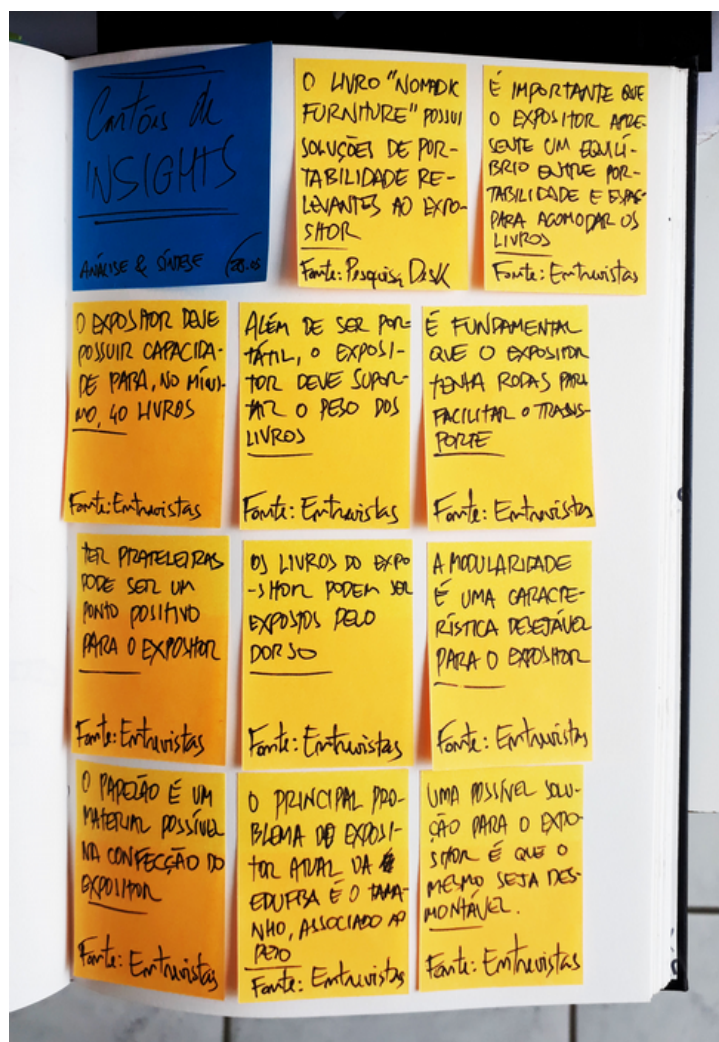 Cartões de
INSIGHTS
ANÁLISE & SÍNTESE
O LIVRO "NOMADIC
FURNITURE" POSSUI
SOLUÇÕES DE POR-
TABILIDADE RE-
LEVANTES AO EXPO-
SITOR
Fonte: Pesquisa Desk
É IMPORTANTE QUE
O EXPOSITOR APRE-
SENTE UM EQUILÍ-
BRIO ENTRE POR-
TABILIDADE E ESPAÇO
PARA ACOMODAR OS
LIVROS
Fonte: Entrevistas
O EXPOSITOR DEVE
POSSUIR CAPACIDA-
DE PARA, NO MÍNI-
MO, 40 LIVROS
Fonte: Entrevistas
ALÉM DE SER POR-
TÁTIL, O EXPOSI-
TOR DEVE SUPOR-
TAR O PESO DOS
LIVROS
Fonte: Entrevistas
É FUNDAMENTAL
QUE O EXPOSITOR
TENHA RODAS PARA
FACILITAR O TRANS-
PORTE
Fonte: Entrevistas
TER PRATELEIRAS
PODE SER UM
PONTO POSITIVO
PARA O EXPOSITOR
Fonte: Entrevistas
OS LIVROS DO EXPO
-SITOR PODEM SER
EXPOSTOS PELO
DORSO
Fonte: Entrevistas
A MODULARIDADE
É UMA CARACTE-
RÍSTICA DESEJÁVEL
PARA O EXPOSITOR
Fonte: Entrevistas
O PAPELÃO É UM
MATERIAL POSSÍVEL
NA CONFECÇÃO DO
EXPOSITOR
Fonte: Entrevistas
O PRINCIPAL PRO-
BLEMA DO EXPOSI-
TOR ATUAL DA
EDUFBA É O TAMA-
NHO, ASSOCIADO AO
PESO
Fonte: Entrevistas
UMA POSSÍVEL SOLU-
ÇÃO PARA O EXPO-
SITOR É QUE O
MESMO SEJA DES-
MONTÁVEL.
Fonte: Entrevistas